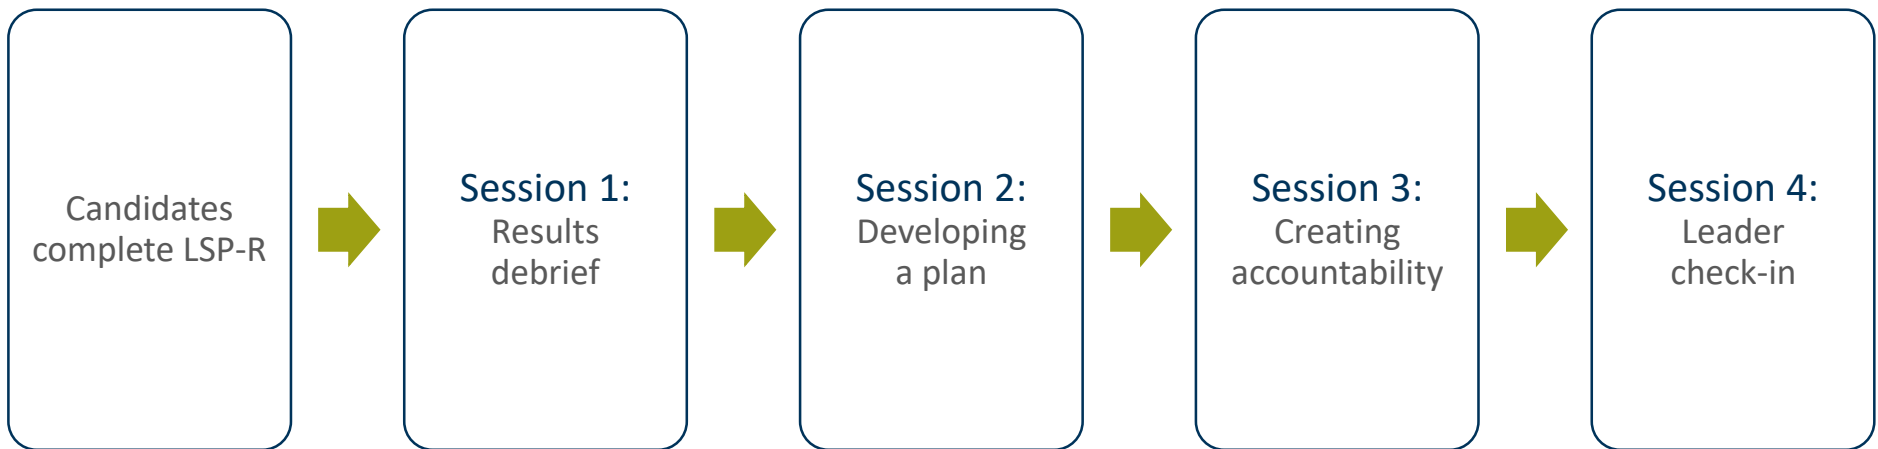 Candidates
complete LSP-R
Session 1:
Results
debrief
Session 2:
Developing
a plan
Session 3:
Creating
accountability
Session 4:
Leader
check-in